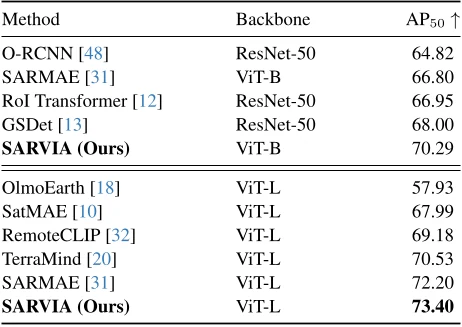 Method Backbone AP50 ↑
O-RCNN [48] ResNet-50 64.82
SARMAE [31] ViT-B 66.80
RoI Transformer [12] ResNet-50 66.95
GSDet [13] ResNet-50 68.00
SARVIA (Ours) ViT-B 70.29
OlmoEarth [18] ViT-L 57.93
SatMAE [10] ViT-L 67.99
RemoteCLIP [32] ViT-L 69.18
TerraMind [20] ViT-L 70.53
SARMAE [31] ViT-L 72.20
SARVIA (Ours) ViT-L 73.40